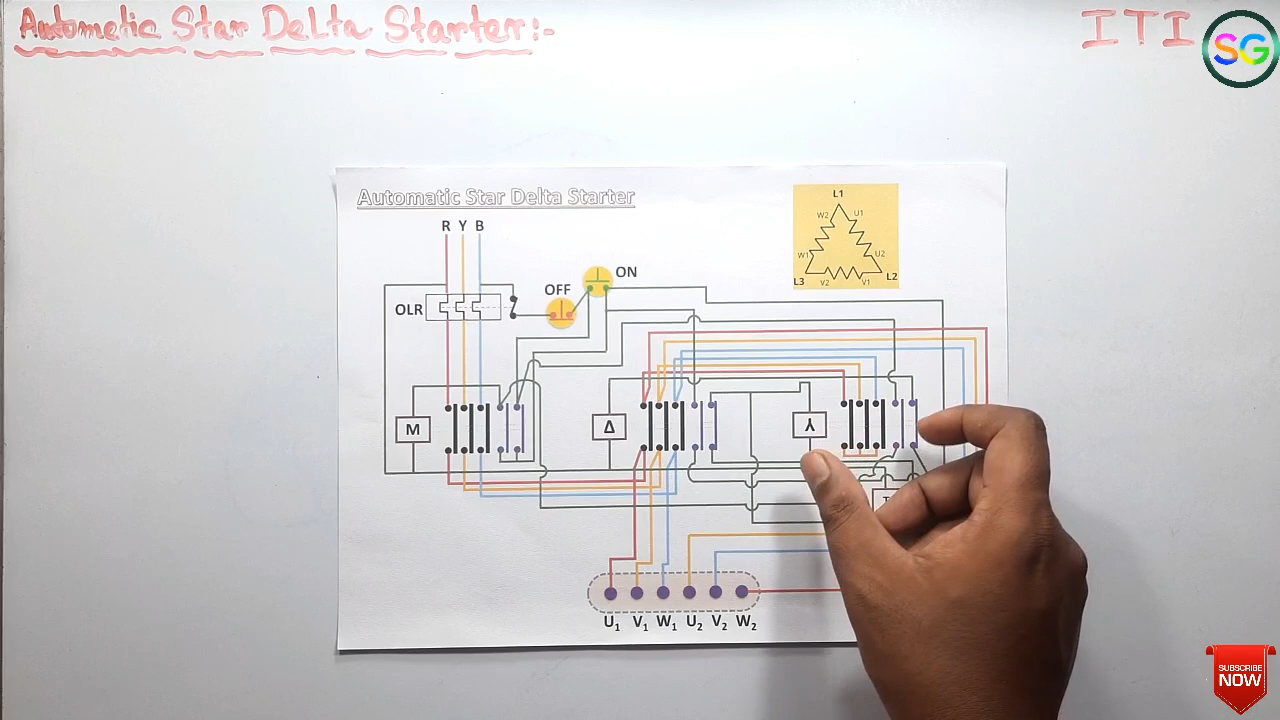 Autometic Star Delta Starter:-
ITI
SG
Automatic Star Delta Starter
R Y B
L1
W2 U1
W1 U2
L3 L2
V2 V1
ON
OFF
OLR
M
Δ
Y
T
U1 V1 W1 U2 V2 W2
SUBSCRIBE
NOW